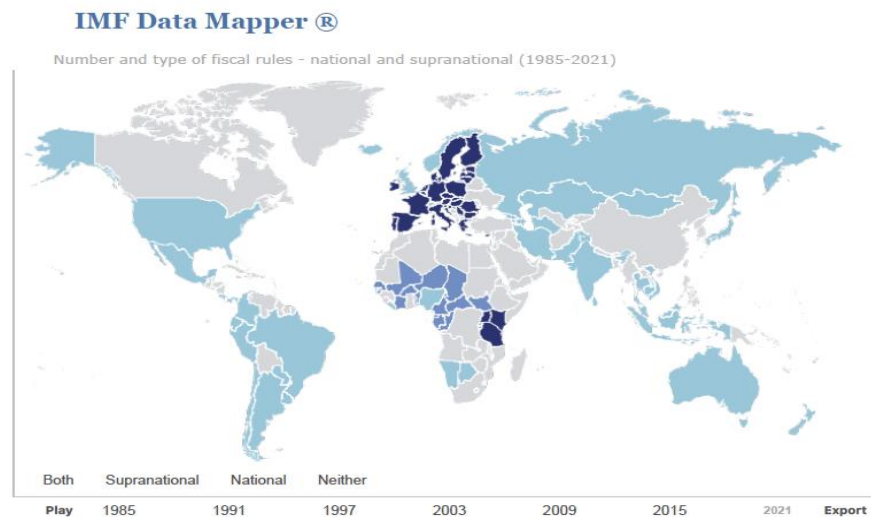 IMF Data Mapper ®
Number and type of fiscal rules - national and supranational (1985-2021)
Both Supranational National Neither
Play 1985 1991 1997 2003 2009 2015 2021 Export